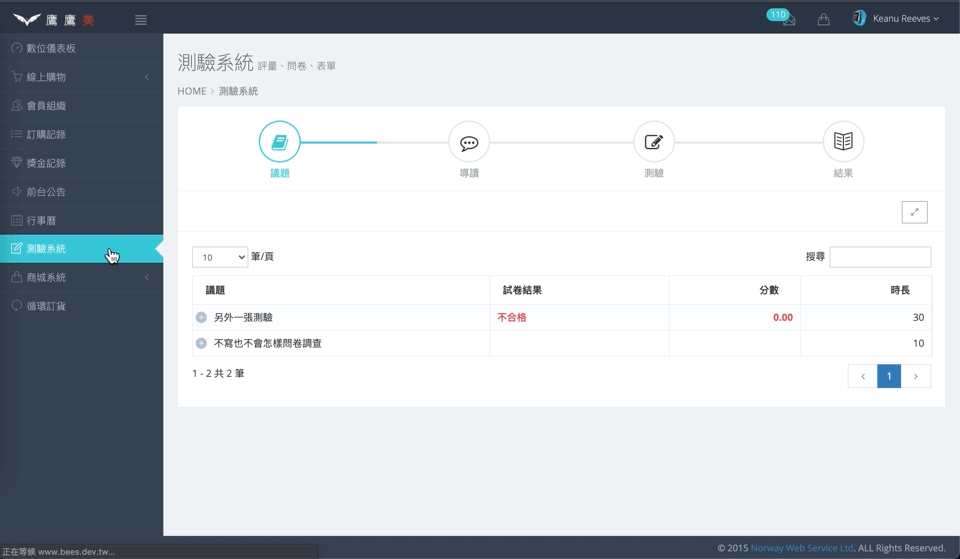 鷹鷹美
110
Keanu Reeves
數位儀表板
線上購物
會員組織
訂購記錄
獎金記錄
前台公告
行事曆
測驗系統
商城系統
循環訂貨
測驗系統 評量、問卷、表單
HOME > 測驗系統
議題 導讀 測驗 結果
10 筆/頁 搜尋
議題 試卷結果 分數 時長
另外一張測驗 不合格 0.00 30
不寫也不會怎樣問卷調查 10
1 - 2 共 2 筆
‹ 1 ›
© 2015 Norway Web Service Ltd. ALL Rights Reserved.
正在等候 www.bees.dev.tw...